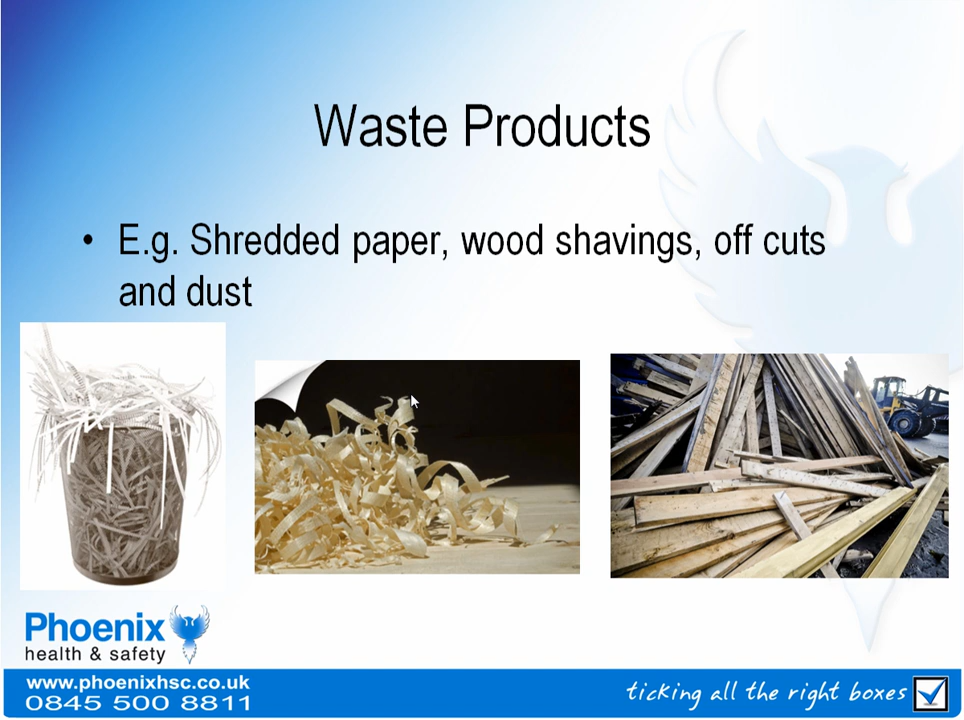 Waste Products
• E.g. Shredded paper, wood shavings, off cuts
and dust
Phoenix
health & safety
www.phoenixhsc.co.uk
0845 500 8811
ticking all the right boxes